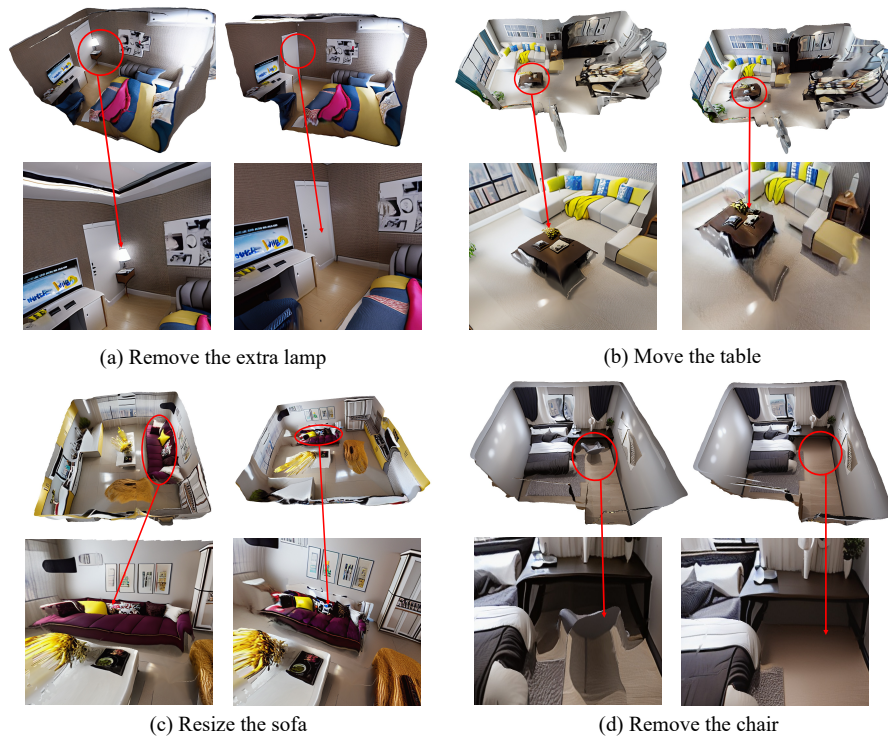 (a) Remove the extra lamp
(b) Move the table
(c) Resize the sofa
(d) Remove the chair